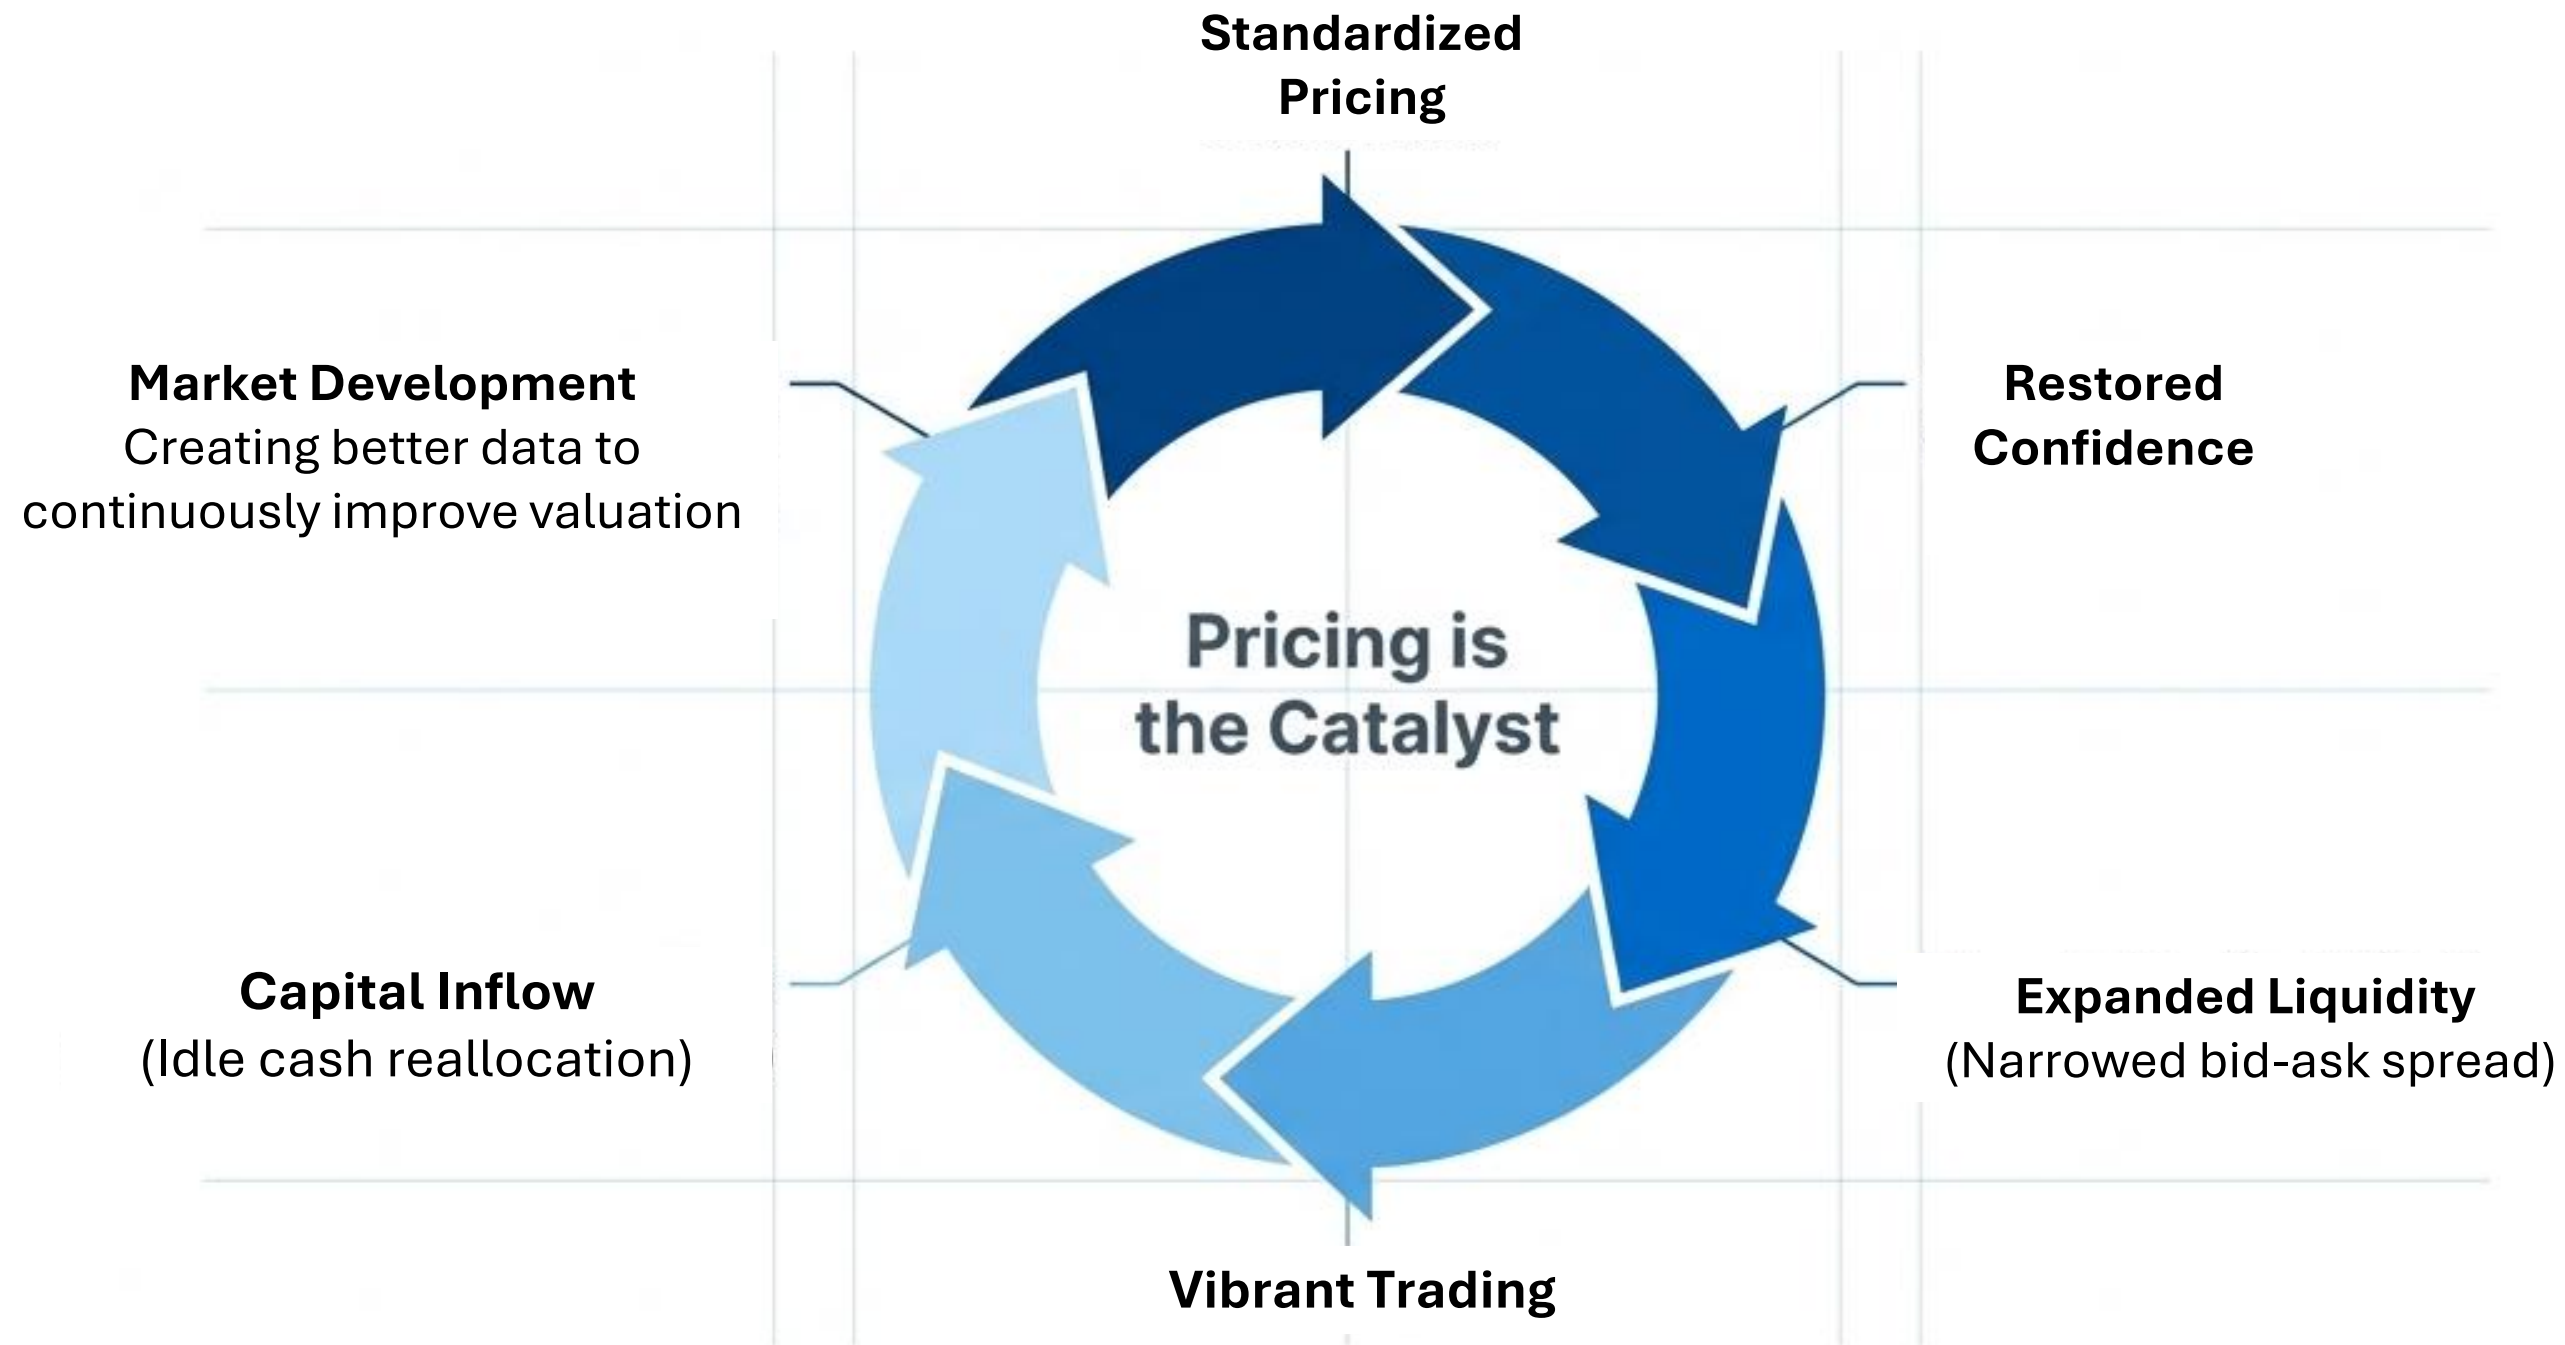 Standardized
Pricing
Market Development
Creating better data to
continuously improve valuation
Restored
Confidence
Pricing is
the Catalyst
Capital Inflow
(Idle cash reallocation)
Expanded Liquidity
(Narrowed bid-ask spread)
Vibrant Trading